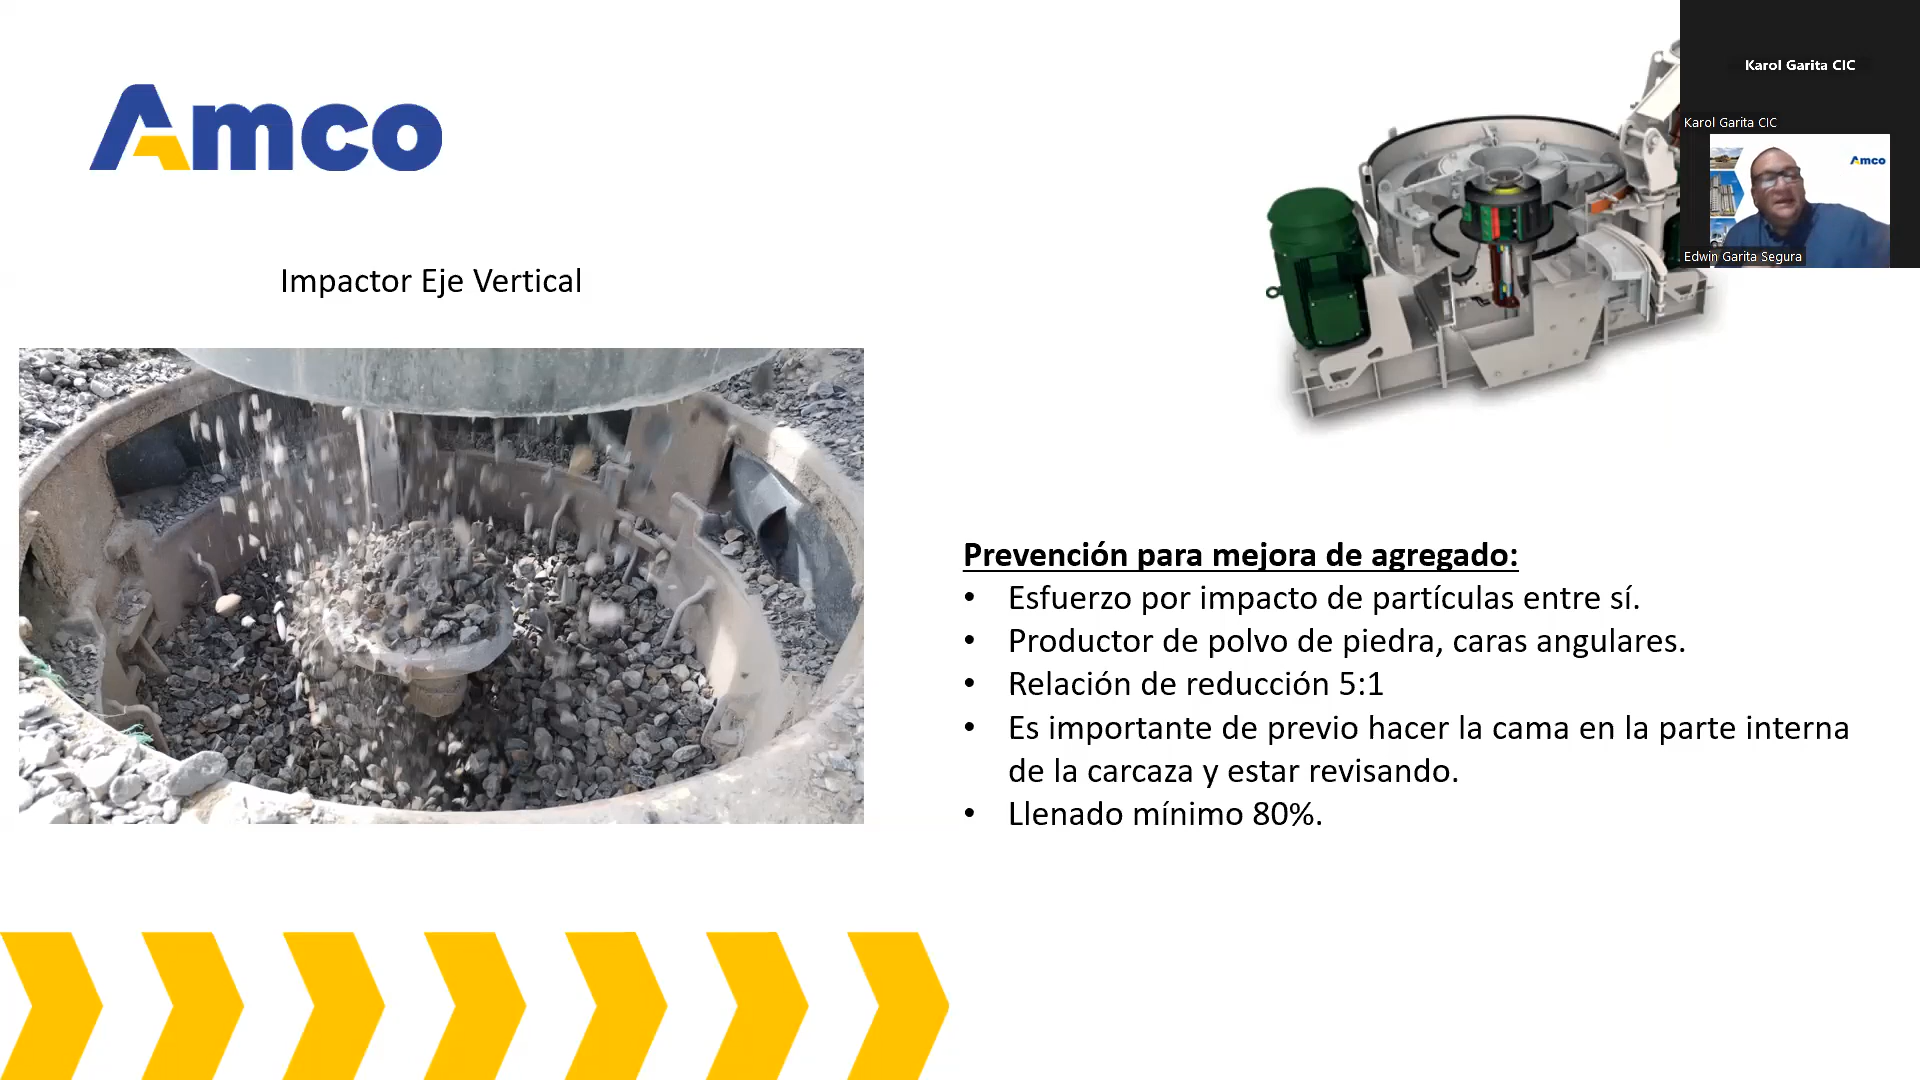 Amco
Karol Garita CIC
Karol Garita CIC
Amco
Edwin Garita Segura
Impactor Eje Vertical
Prevención para mejora de agregado:
• Esfuerzo por impacto de partículas entre sí.
• Productor de polvo de piedra, caras angulares.
• Relación de reducción 5:1
• Es importante de previo hacer la cama en la parte interna
de la carcaza y estar revisando.
• Llenado mínimo 80%.